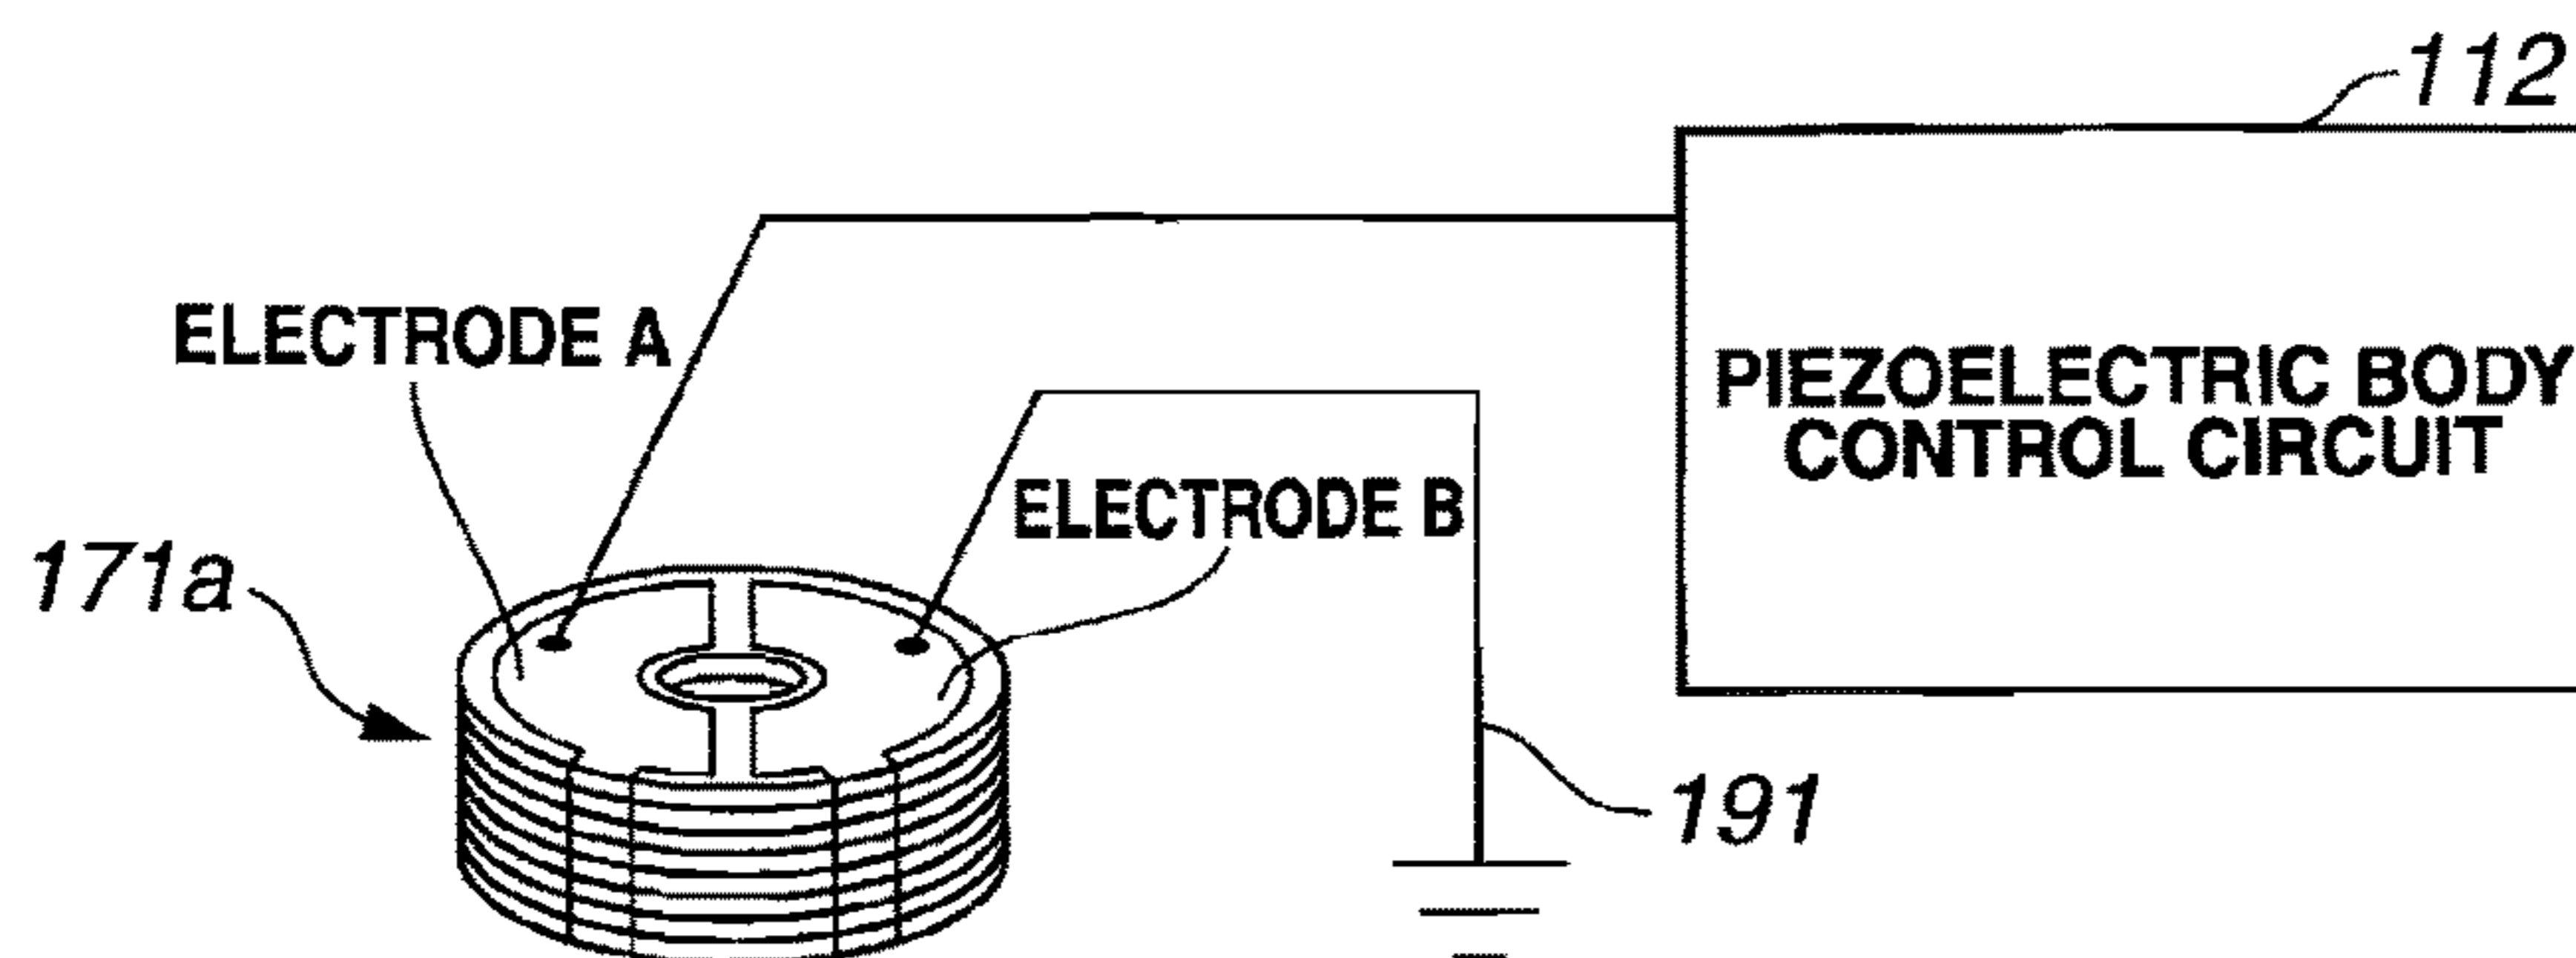 112
ELECTRODE A
PIEZOELECTRIC BODY
CONTROL CIRCUIT
ELECTRODE B
171a
191